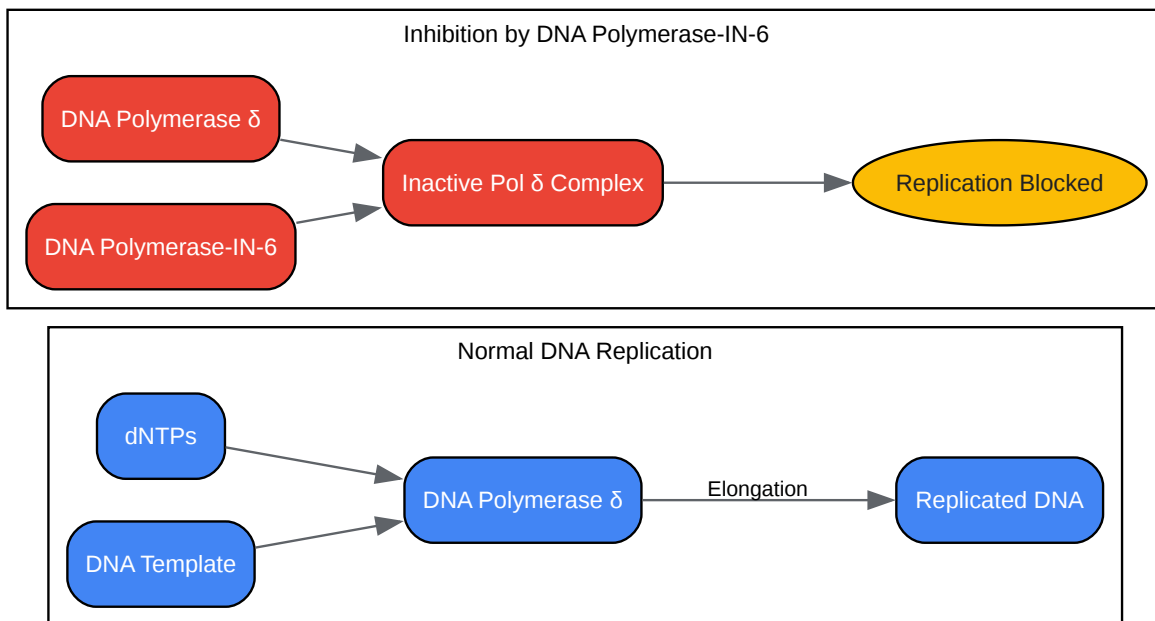 Inhibition by DNA Polymerase-IN-6
DNA Polymerase δ
Inactive Pol δ Complex
Replication Blocked
DNA Polymerase-IN-6
Normal DNA Replication
dNTPs
DNA Polymerase δ
Elongation
Replicated DNA
DNA Template